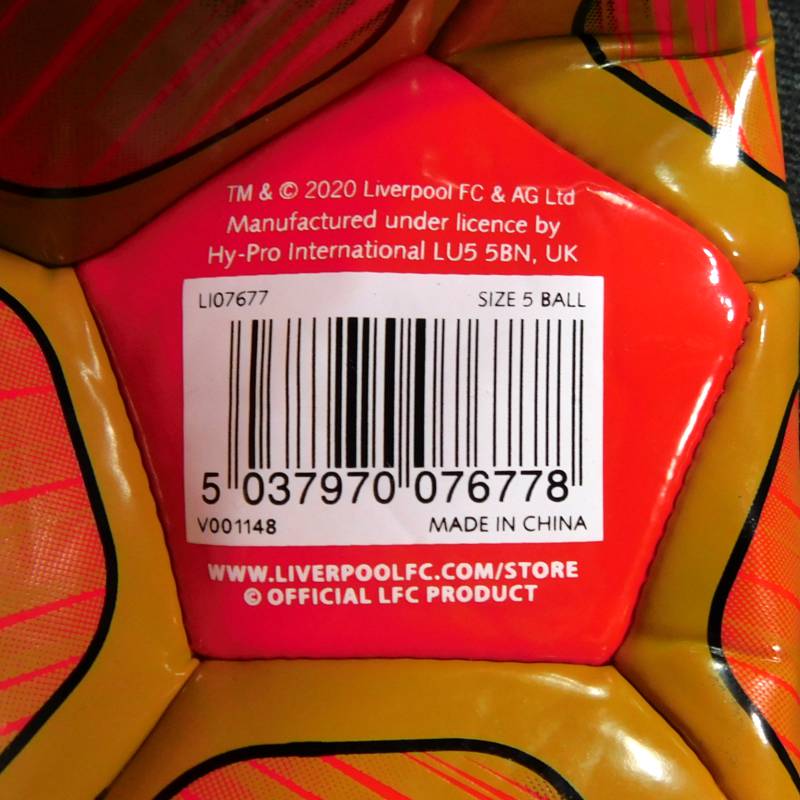 TM & © 2020 Liverpool FC & AG Ltd
Manufactured under licence by
Hy-Pro International LU5 5BN, UK
LI07677 SIZE 5 BALL
5 037970 076778
V001148 MADE IN CHINA
WWW.LIVERPOOLFC.COM/STORE
© OFFICIAL LFC PRODUCT